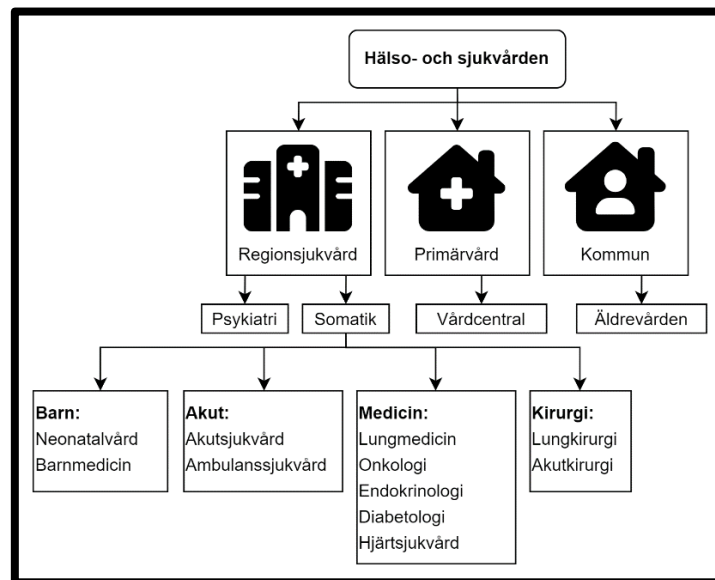 Hälso- och sjukvården
Regionsjukvård
Primärvård
Kommun
Psykiatri
Somatik
Vårdcentral
Äldrevården
Barn:
Neonatalvård
Barnmedicin
Akut:
Akutsjukvård
Ambulanssjukvård
Medicin:
Lungmedicin
Onkologi
Endokrinologi
Diabetologi
Hjärtsjukvård
Kirurgi:
Lungkirurgi
Akutkirurgi